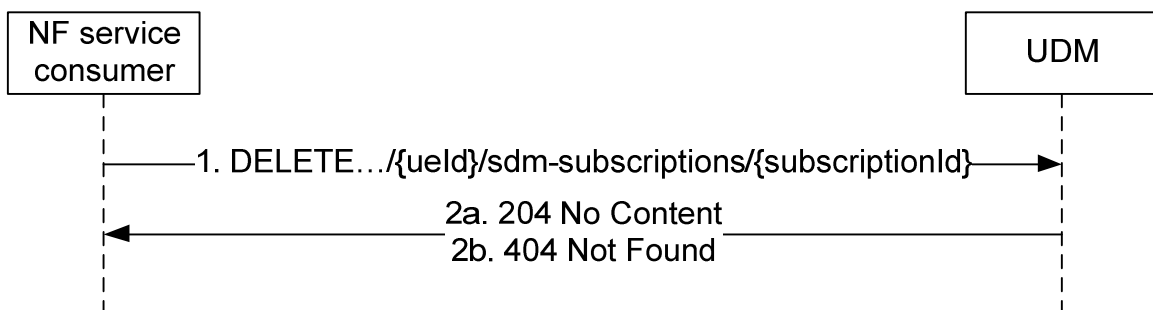 NF service
consumer
UDM
1. DELETE…/{ueId}/sdm-subscriptions/{subscriptionId}
2a. 204 No Content
2b. 404 Not Found